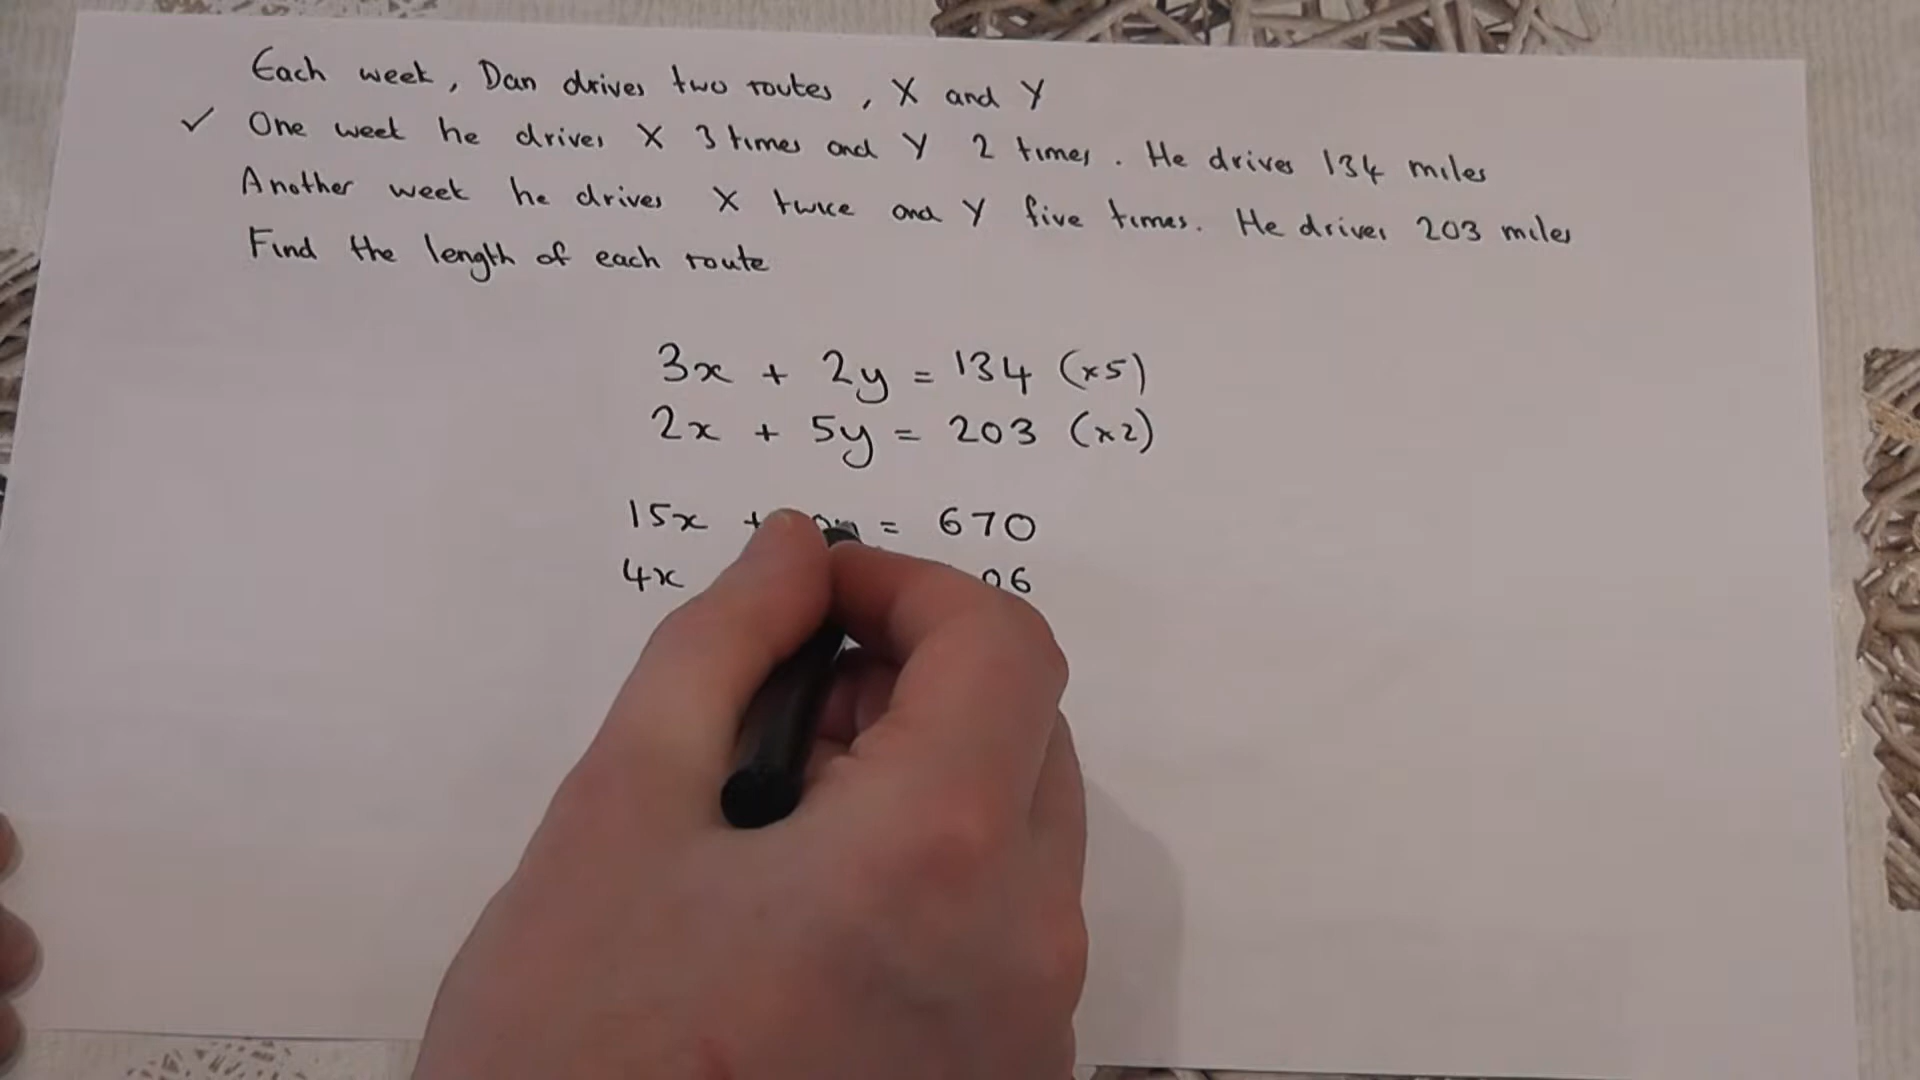 Each week, Dan drives two routes, X and Y
✓ One week he drives X 3 times and Y 2 times. He drives 134 miles
Another week he drives X twice and Y five times. He drives 203 miles
Find the length of each route
3x + 2y = 134 (×5)
2x + 5y = 203 (×2)
15x + = 670
4x 06